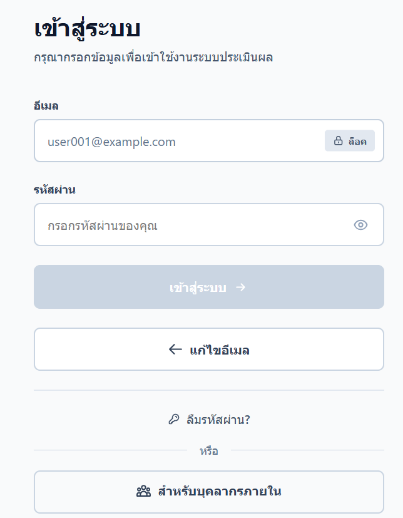 เข้าสู่ระบบ
กรุณากรอกข้อมูลเพื่อเข้าใช้งานระบบประเมินผล
อีเมล
user001@example.com ล็อค
รหัสผ่าน
กรอกรหัสผ่านของคุณ
เข้าสู่ระบบ →
← แก้ไขอีเมล
ลืมรหัสผ่าน?
หรือ
สำหรับบุคลากรภายใน